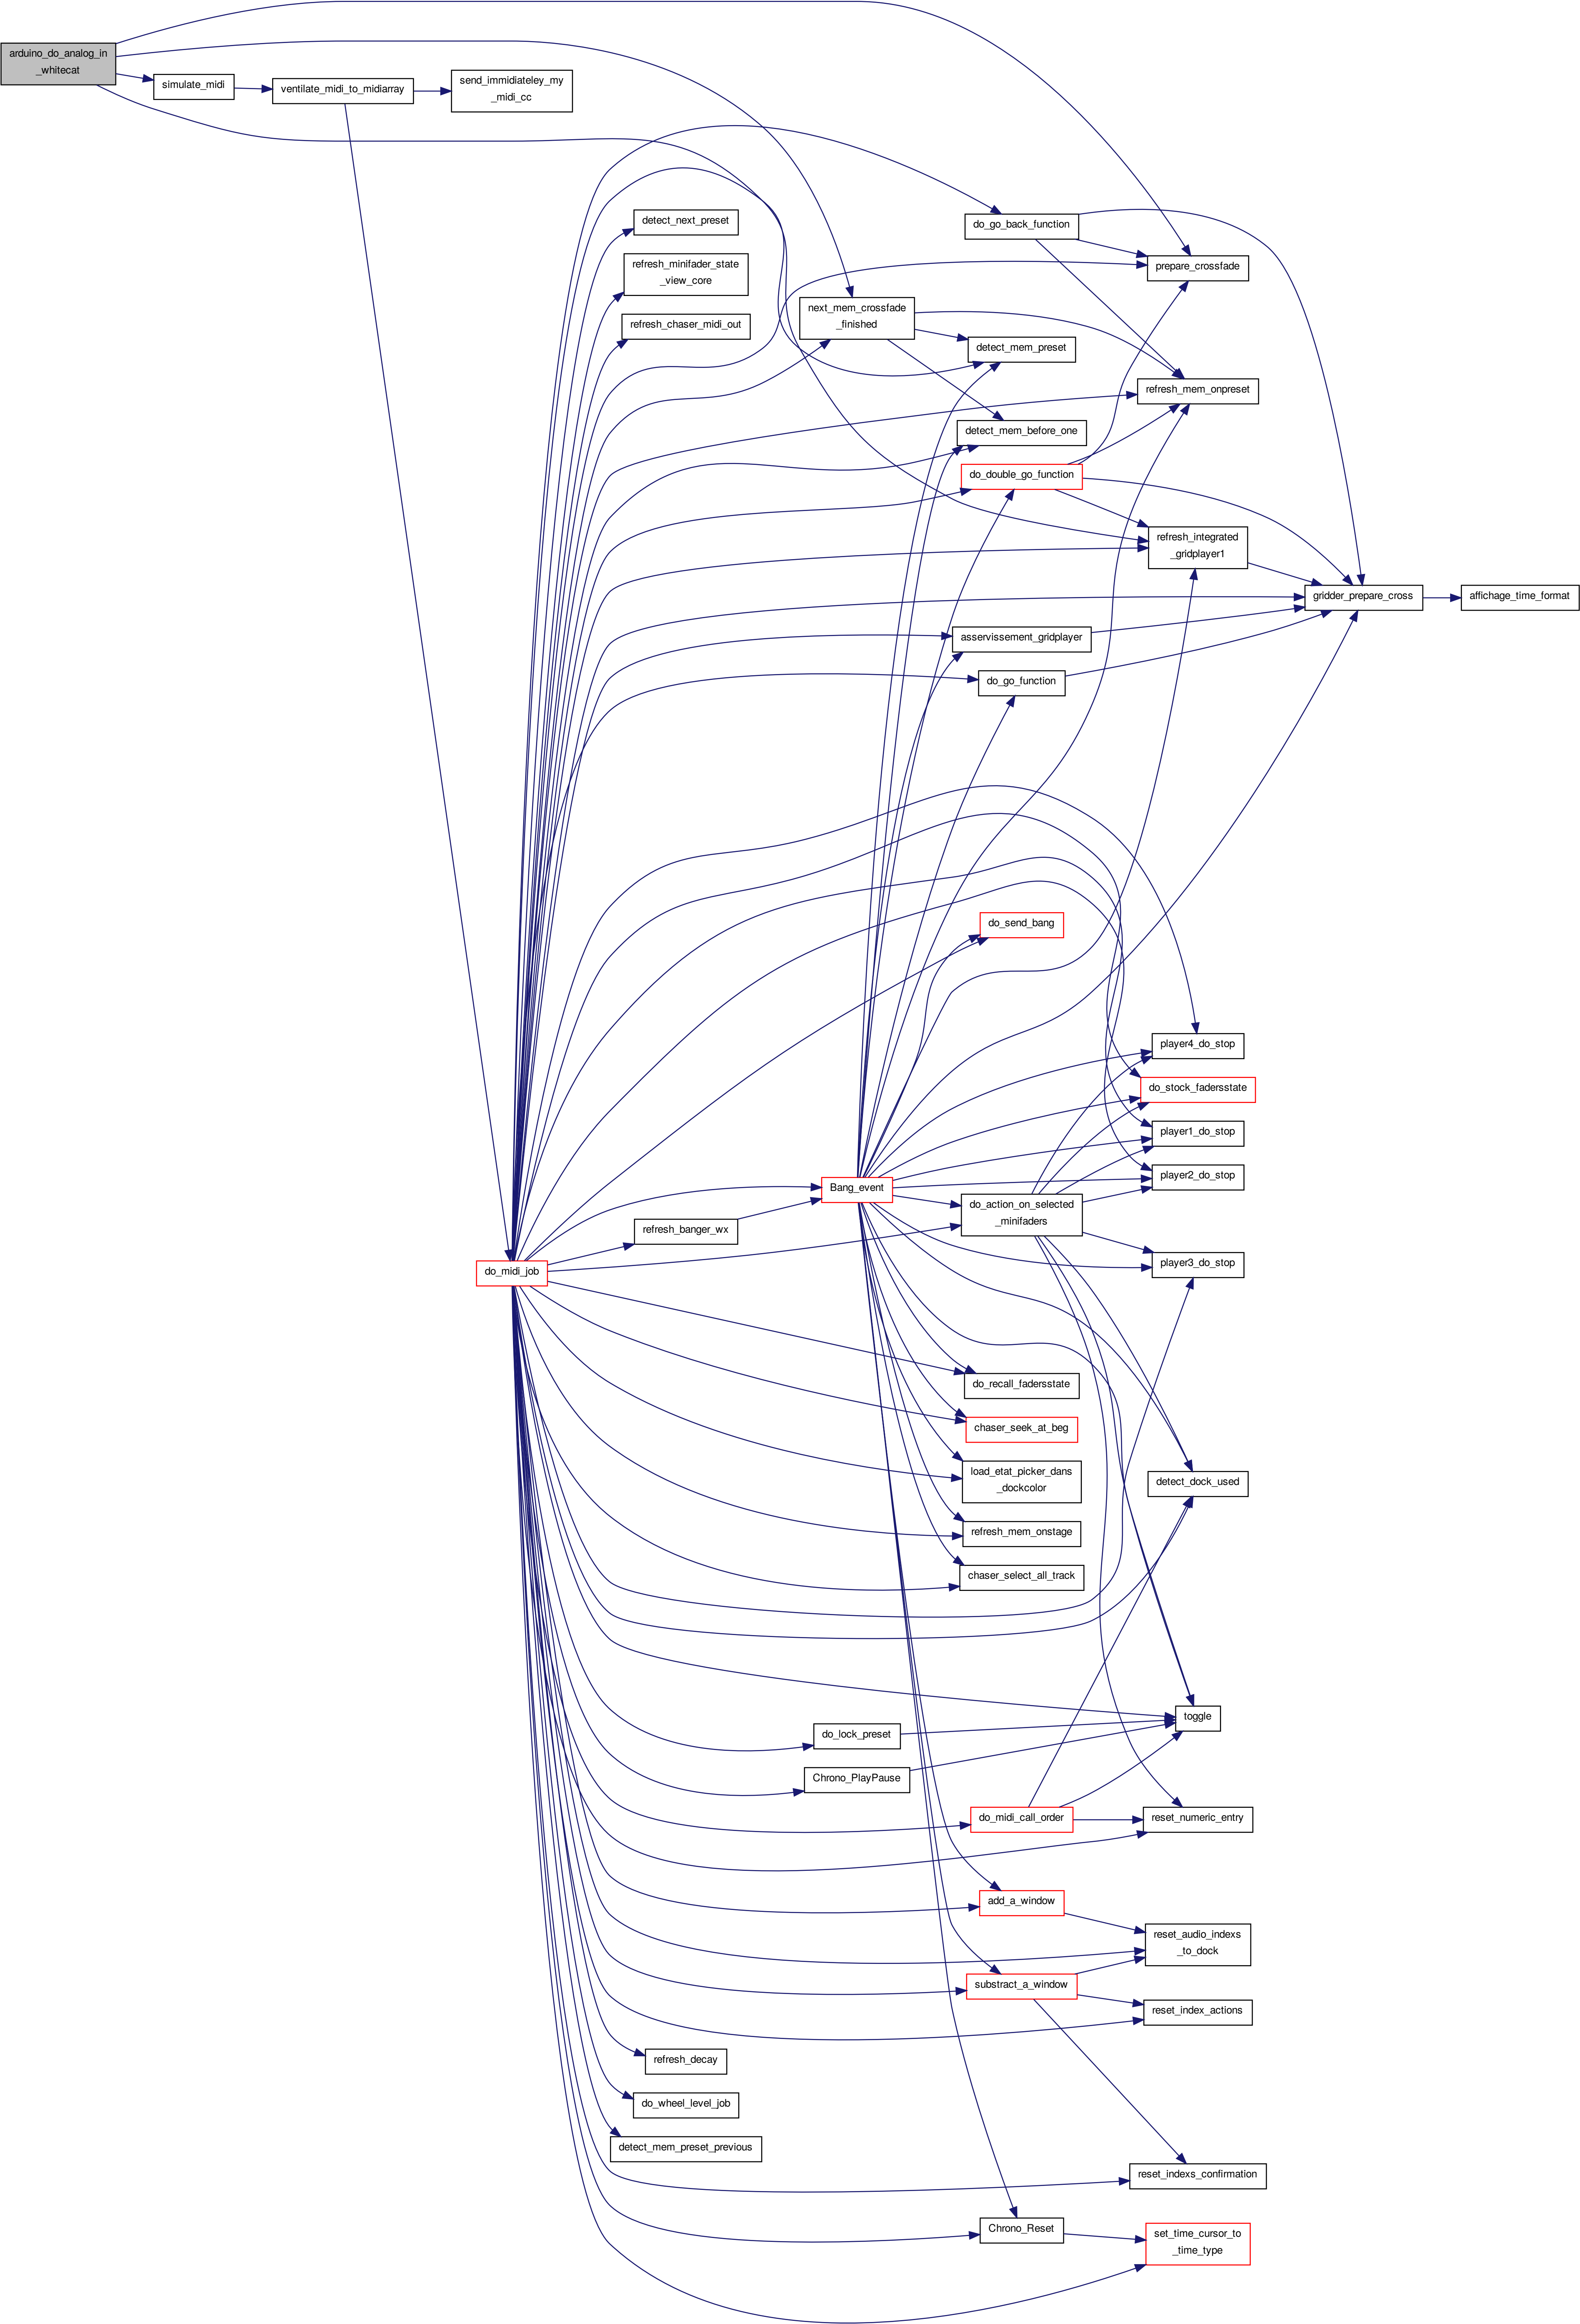 arduino_do_analog_in
_whitecat
simulate_midi
ventilate_midi_to_midiarray
send_immidiateley_my
_midi_cc
detect_next_preset
do_go_back_function
refresh_minifader_state
_view_core
prepare_crossfade
next_mem_crossfade
_finished
refresh_chaser_midi_out
detect_mem_preset
refresh_mem_onpreset
detect_mem_before_one
do_double_go_function
refresh_integrated
_gridplayer1
gridder_prepare_cross
affichage_time_format
asservissement_gridplayer
do_go_function
do_send_bang
player4_do_stop
do_stock_fadersstate
player1_do_stop
player2_do_stop
Bang_event
do_action_on_selected
_minifaders
refresh_banger_wx
player3_do_stop
do_midi_job
do_recall_fadersstate
chaser_seek_at_beg
load_etat_picker_dans
_dockcolor
detect_dock_used
refresh_mem_onstage
chaser_select_all_track
toggle
do_lock_preset
Chrono_PlayPause
do_midi_call_order
reset_numeric_entry
add_a_window
reset_audio_indexs
_to_dock
substract_a_window
reset_index_actions
refresh_decay
do_wheel_level_job
detect_mem_preset_previous
reset_indexs_confirmation
Chrono_Reset
set_time_cursor_to
_time_type